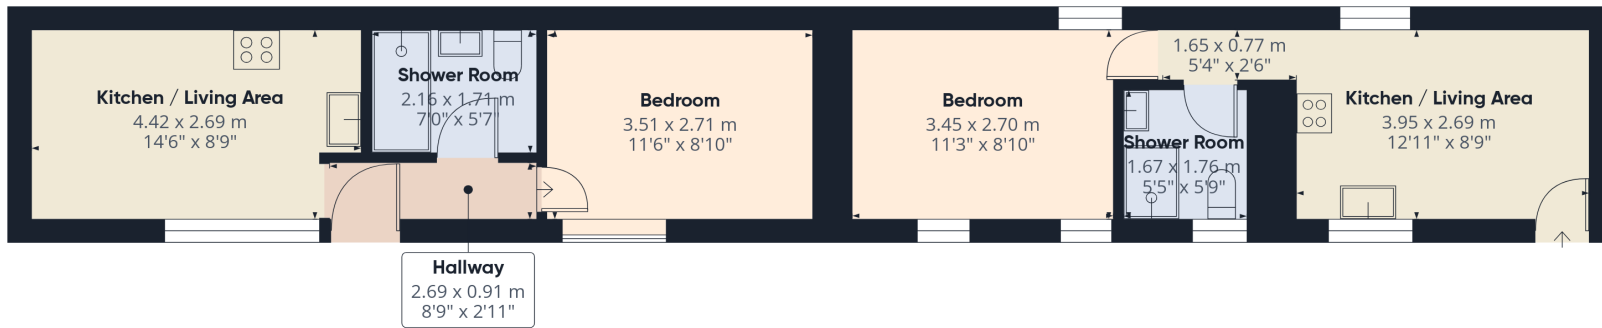 Kitchen / Living Area
4.42 x 2.69 m
14'6" x 8'9"
Shower Room
2.16 x 1.71 m
7'0" x 5'7"
Bedroom
3.51 x 2.71 m
11'6" x 8'10"
Hallway
2.69 x 0.91 m
8'9" x 2'11"
Bedroom
3.45 x 2.70 m
11'3" x 8'10"
1.65 x 0.77 m
5'4" x 2'6"
Shower Room
1.67 x 1.76 m
5'5" x 5'9"
Kitchen / Living Area
3.95 x 2.69 m
12'11" x 8'9"